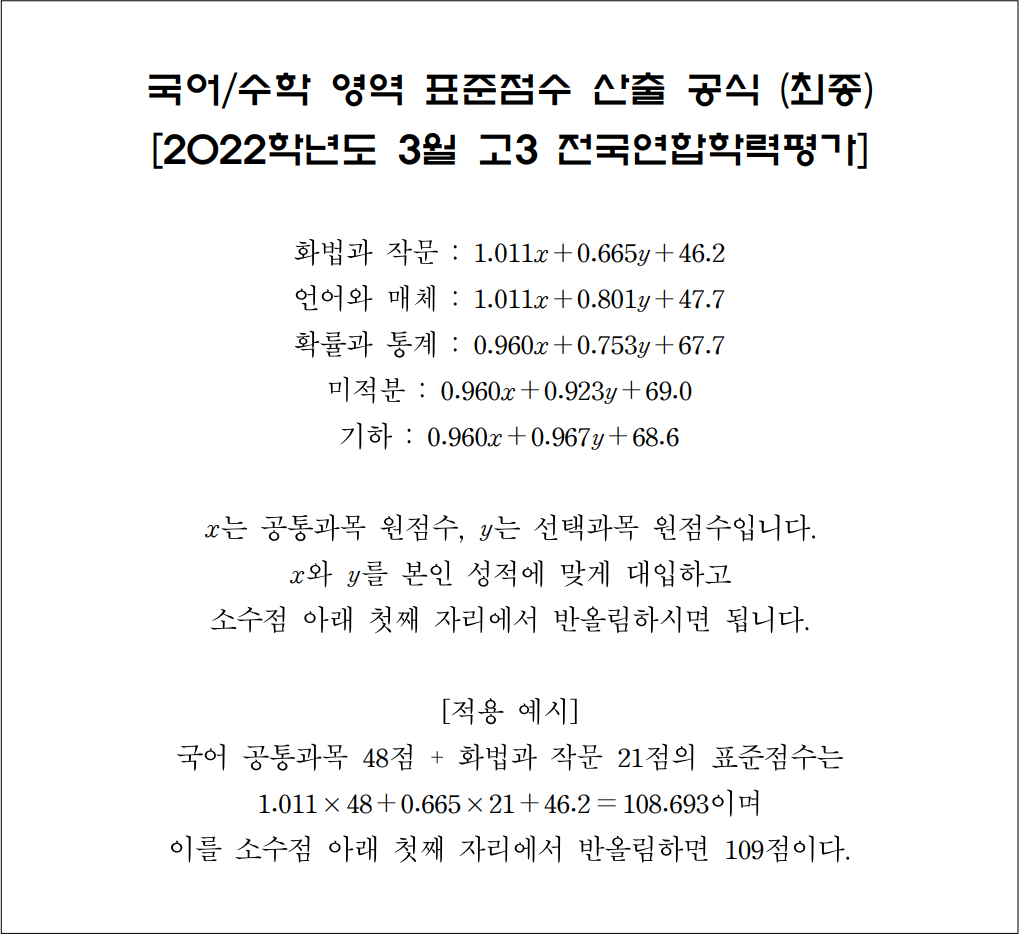 국어/수학 영역 표준점수 산출 공식 (최종)
[2022학년도 3월 고3 전국연합학력평가]
화법과 작문 : 1.011x+0.665y+46.2
언어와 매체 : 1.011x+0.801y+47.7
확률과 통계 : 0.960x+0.753y+67.7
미적분 : 0.960x+0.923y+69.0
기하 : 0.960x+0.967y+68.6
x는 공통과목 원점수, y는 선택과목 원점수입니다.
x와 y를 본인 성적에 맞게 대입하고
소수점 아래 첫째 자리에서 반올림하시면 됩니다.
[적용 예시]
국어 공통과목 48점 + 화법과 작문 21점의 표준점수는
1.011×48+0.665×21+46.2=108.693이며
이를 소수점 아래 첫째 자리에서 반올림하면 109점이다.